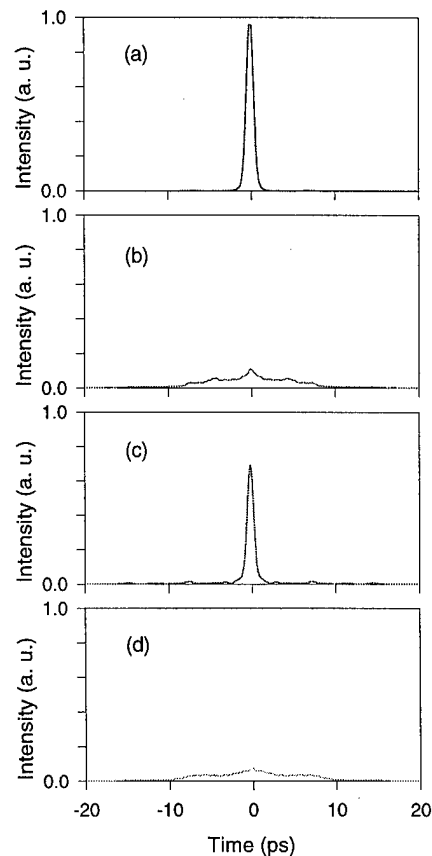 1.0
(a)
Intensity (a. u.)
0.0
1.0
(b)
Intensity (a. u.)
0.0
1.0
(c)
Intensity (a. u.)
0.0
1.0
(d)
Intensity (a. u.)
0.0
-20 -10 0 10 20
Time (ps)